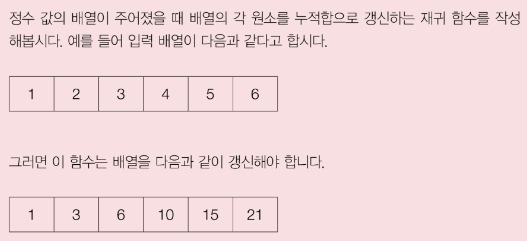 정수 값의 배열이 주어졌을 때 배열의 각 원소를 누적합으로 갱신하는 재귀 함수를 작성
해봅시다. 예를 들어 입력 배열이 다음과 같다고 합시다.
1 2 3 4 5 6
그러면 이 함수는 배열을 다음과 같이 갱신해야 합니다.
1 3 6 10 15 21